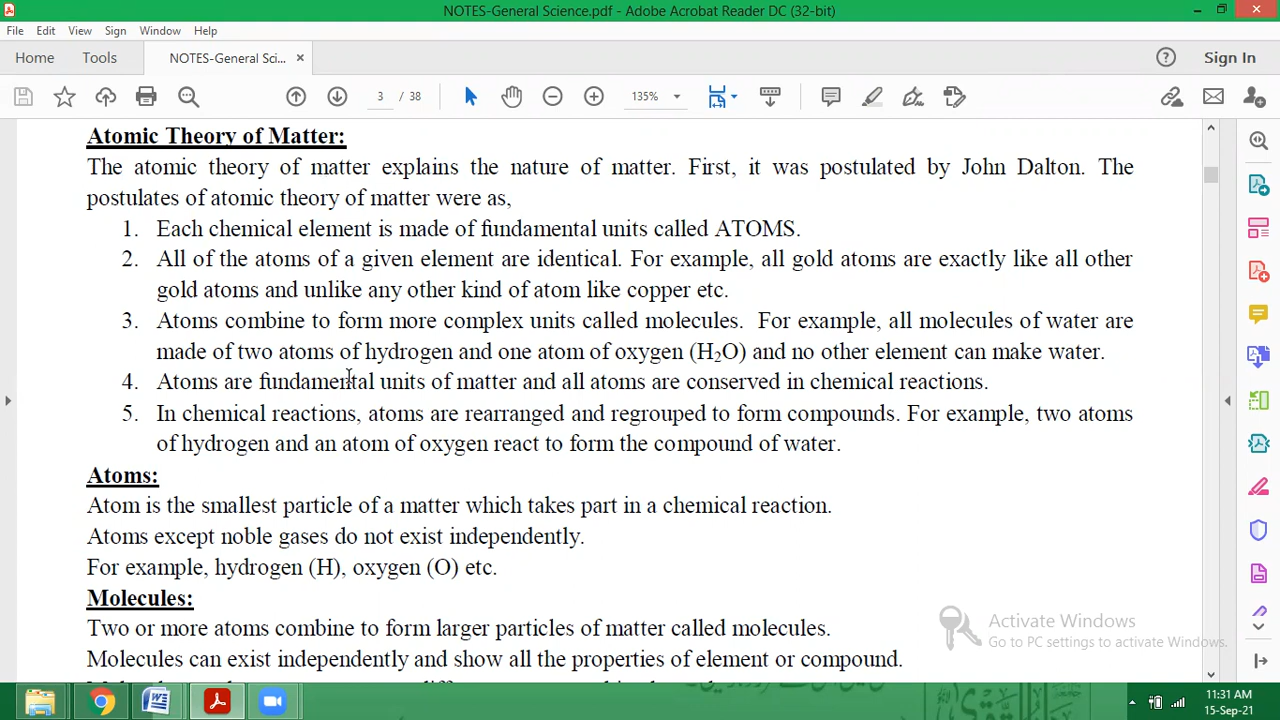 NOTES-General Science.pdf - Adobe Acrobat Reader DC (32-bit)
File Edit View Sign Window Help
Home Tools NOTES-General Sci... × Sign In
3 / 38 135%
Atomic Theory of Matter:
The atomic theory of matter explains the nature of matter. First, it was postulated by John Dalton. The
postulates of atomic theory of matter were as,
1. Each chemical element is made of fundamental units called ATOMS.
2. All of the atoms of a given element are identical. For example, all gold atoms are exactly like all other
gold atoms and unlike any other kind of atom like copper etc.
3. Atoms combine to form more complex units called molecules. For example, all molecules of water are
made of two atoms of hydrogen and one atom of oxygen (H₂O) and no other element can make water.
4. Atoms are fundamental units of matter and all atoms are conserved in chemical reactions.
5. In chemical reactions, atoms are rearranged and regrouped to form compounds. For example, two atoms
of hydrogen and an atom of oxygen react to form the compound of water.
Atoms:
Atom is the smallest particle of a matter which takes part in a chemical reaction.
Atoms except noble gases do not exist independently.
For example, hydrogen (H), oxygen (O) etc.
Molecules:
Two or more atoms combine to form larger particles of matter called molecules.
Molecules can exist independently and show all the properties of element or compound.
Activate Windows
Go to PC settings to activate Windows.
11:31 AM
15-Sep-21